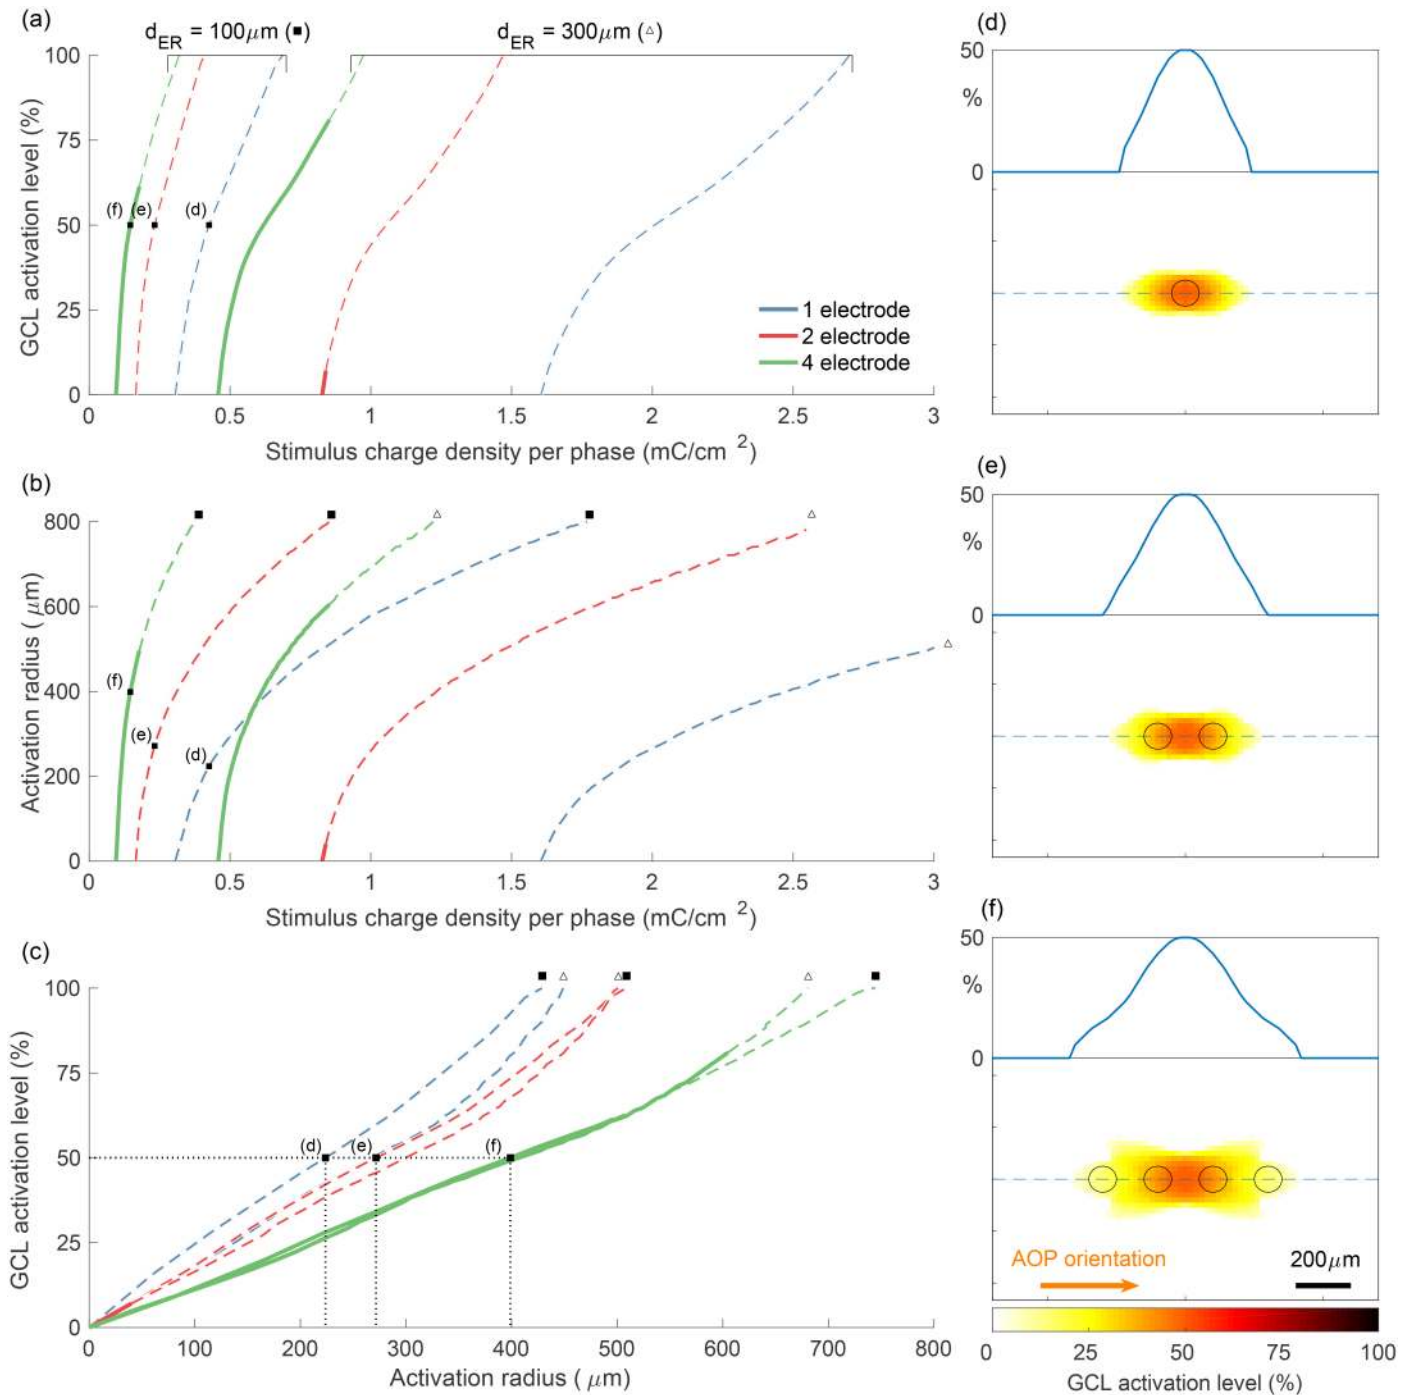 (a)
d_ER = 100μm (■)
d_ER = 300μm (△)
100
75
50
25
0
GCL activation level (%)
(f)
(e)
(d)
1 electrode
2 electrode
4 electrode
0 0.5 1 1.5 2 2.5 3
Stimulus charge density per phase (mC/cm ²)
(b)
800
600
400
200
0
Activation radius ( μm)
(f)
(e)
(d)
0 0.5 1 1.5 2 2.5 3
Stimulus charge density per phase (mC/cm ²)
(c)
100
75
50
25
0
GCL activation level (%)
(d)
(e)
(f)
100 200 300 400 500 600 700 800
Activation radius ( μm)
(d)
50
%
0
(e)
50
%
0
(f)
50
%
0
AOP orientation
200μm
0 25 50 75 100
GCL activation level (%)